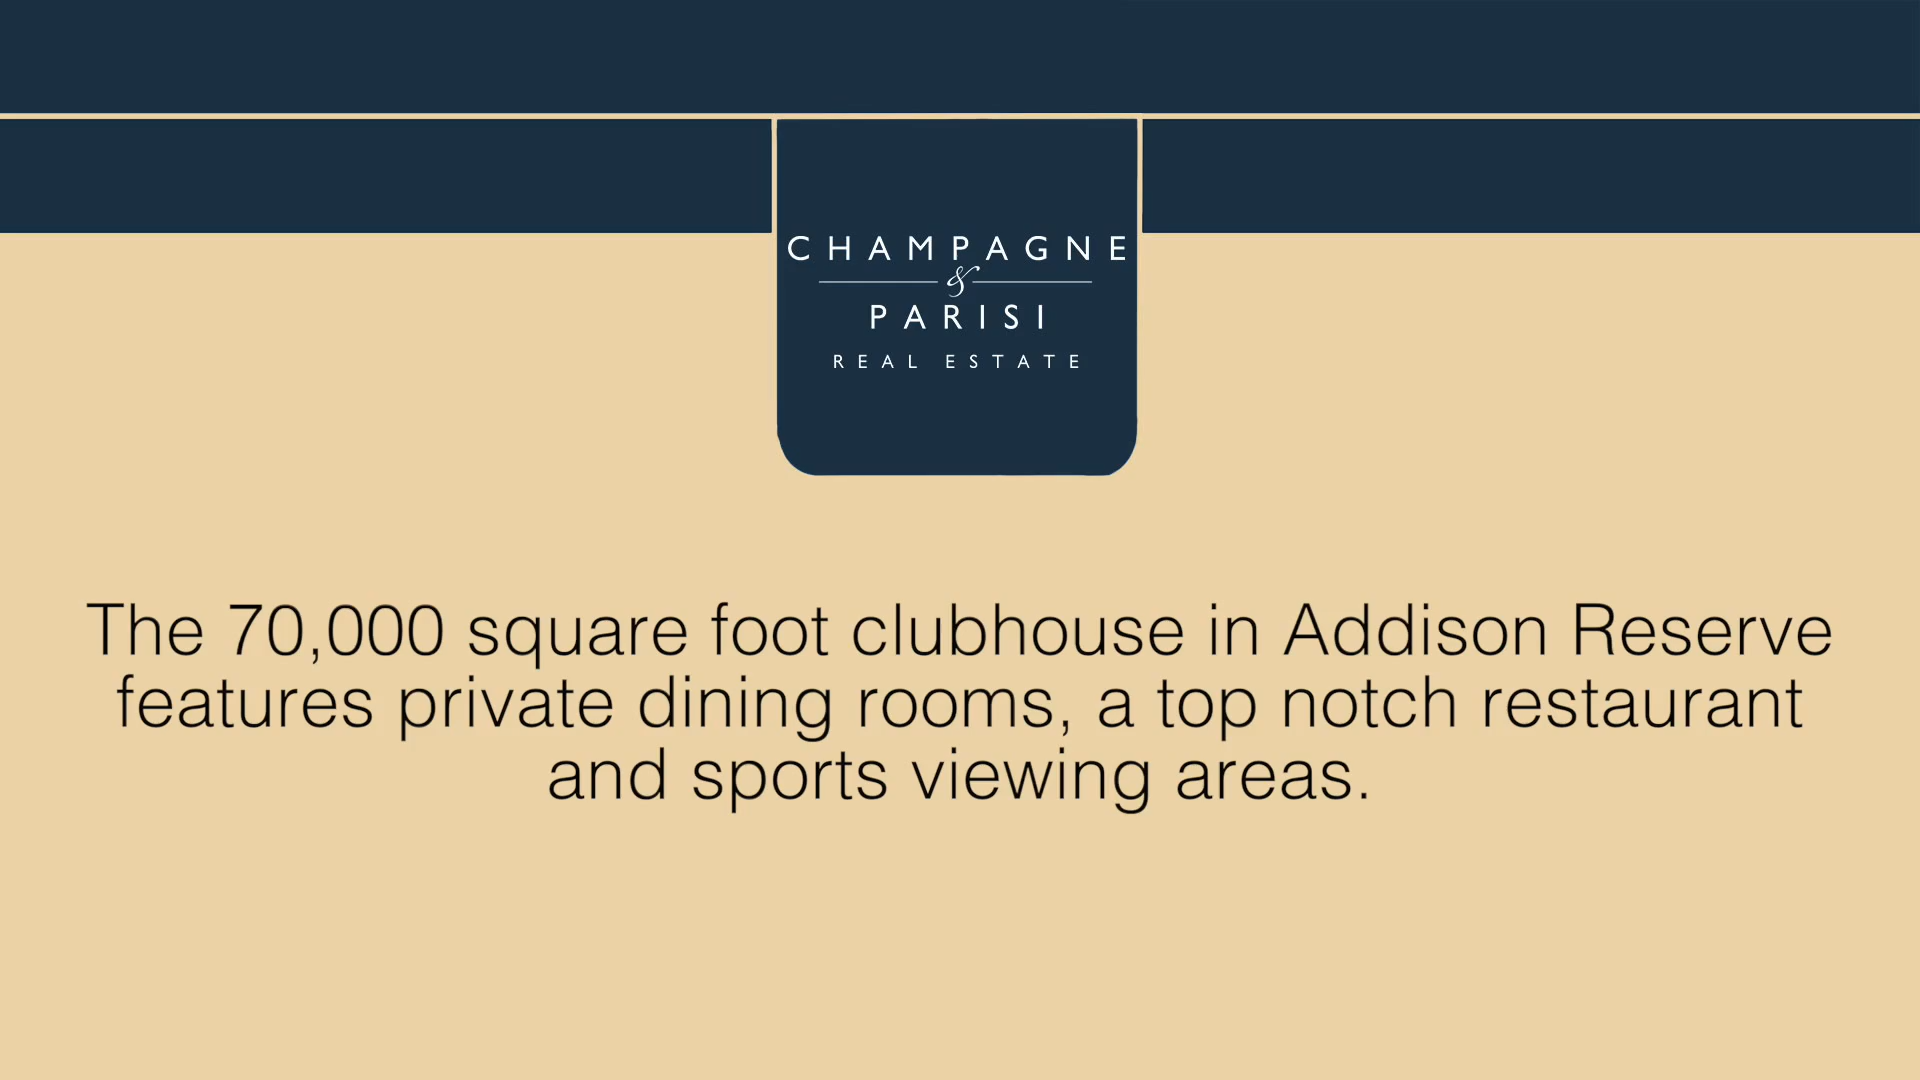 CHAMPAGNE
&
PARISI
REAL ESTATE
The 70,000 square foot clubhouse in Addison Reserve
features private dining rooms, a top notch restaurant
and sports viewing areas.